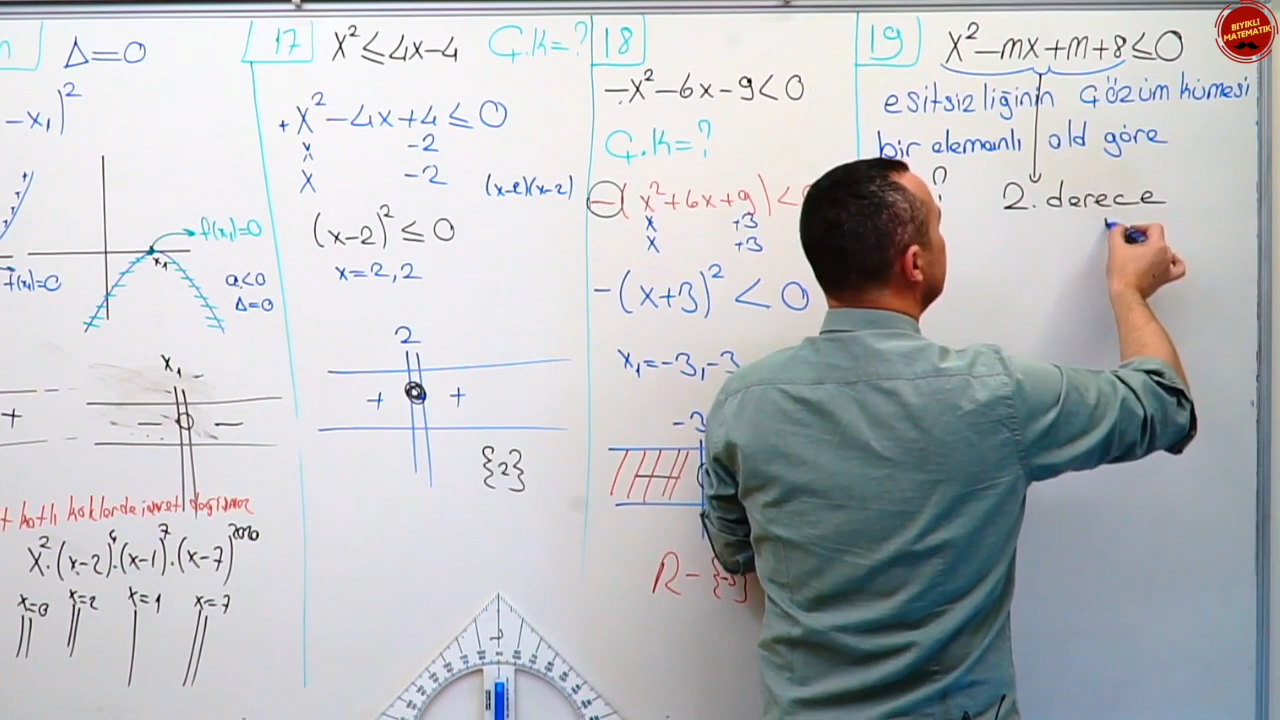 Δ=0
-x₁)²
f(x₁)=0
x₁
f(x₁)=0
a<0
Δ=0
x₁
+
- -
katlı köklerde işaret değişmez
x²·(x-2)⁶·(x-1)⁷·(x-7)²⁰²⁰
x=0 x=2 x=1 x=7
17 x²≤4x-4 Ç.K=?
+x²-4x+4≤0
x -2
x -2 (x-2)(x-2)
(x-2)²≤0
x=2,2
2
+ +
{2}
18
-x²-6x-9<0
Ç.K=?
-(x²+6x+9)<
x +3
x +3
-(x+3)²<0
x₁=-3,-3
-3
R-{-3}
19 x²-mx+m+8≤0
esitsizliğinin çözüm kümesi
bir elemanlı old göre
?
2. derece
BIYIKLI
MATEMATİK